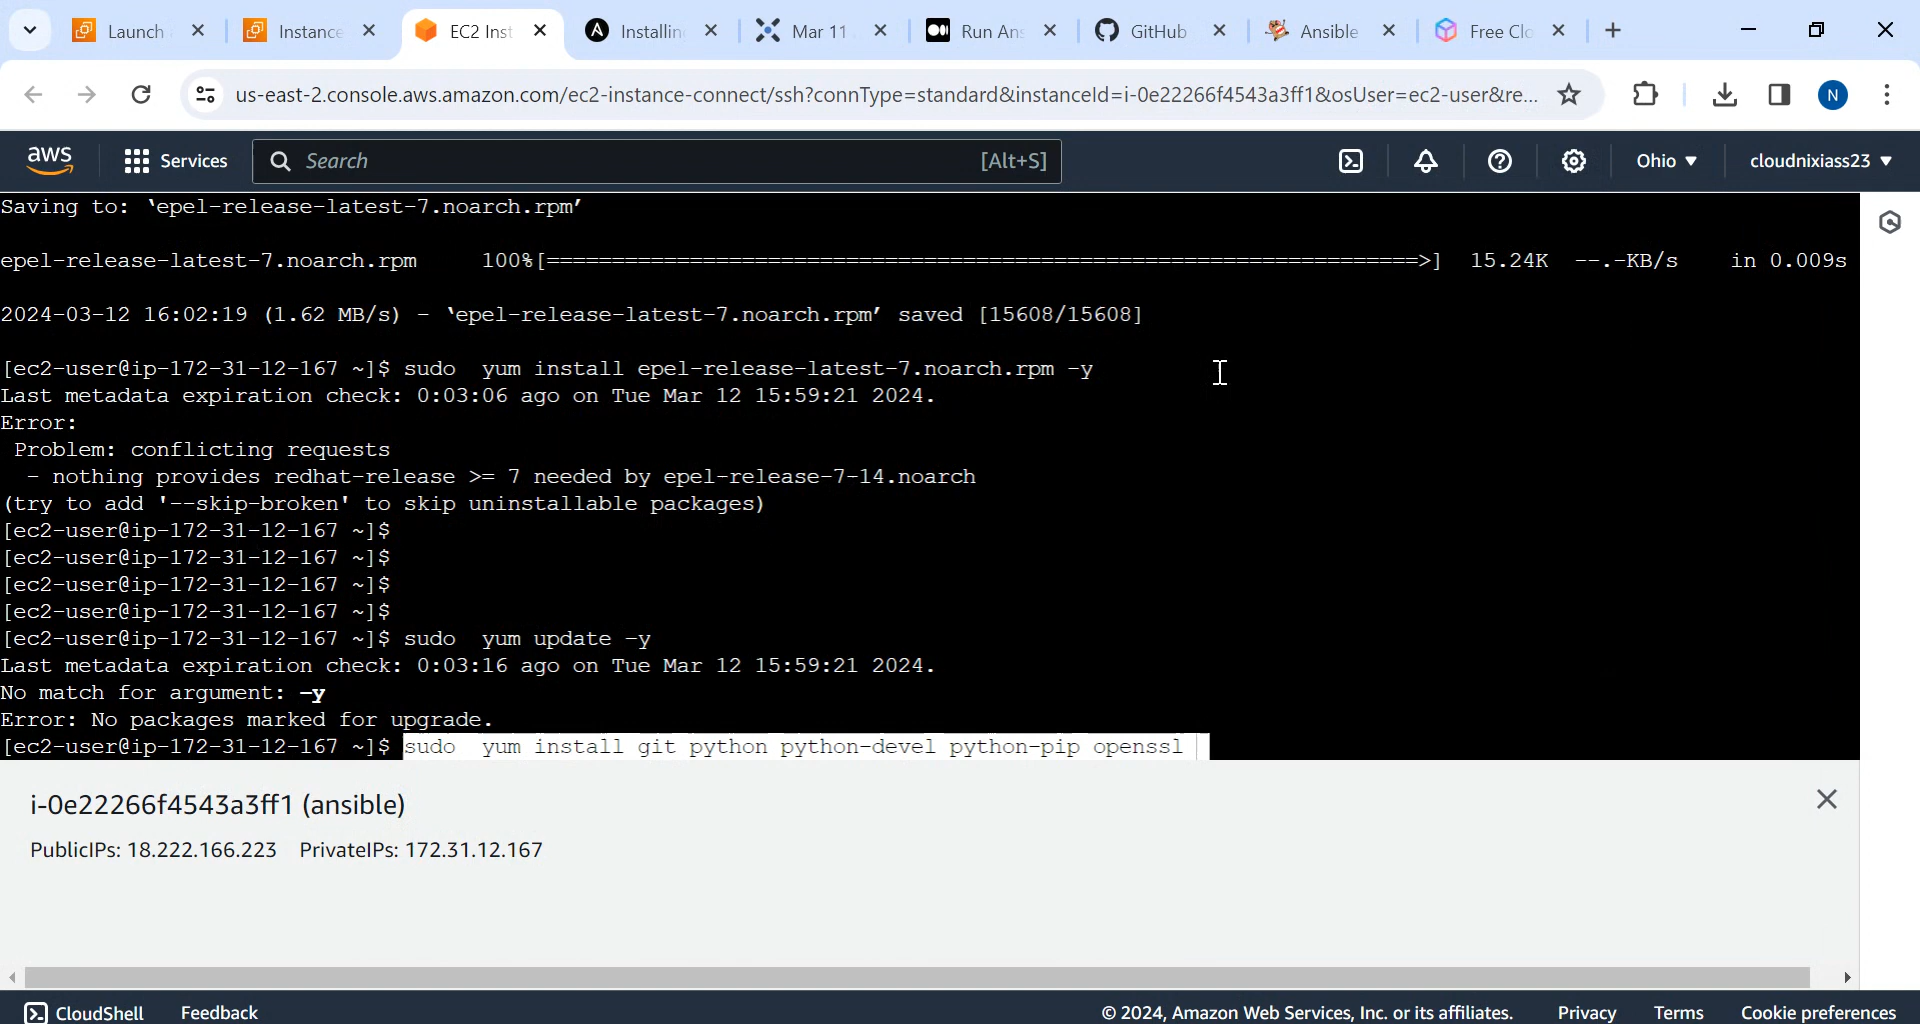 Launch
Instance
EC2 Inst
Installin
Mar 11
Run Ans
GitHub
Ansible
Free Clo
us-east-2.console.aws.amazon.com/ec2-instance-connect/ssh?connType=standard&instanceId=i-0e22266f4543a3ff1&osUser=ec2-user&re...
N
aws
Services
Search
[Alt+S]
Ohio
cloudnixiass23
Saving to: ‘epel-release-latest-7.noarch.rpm’
epel-release-latest-7.noarch.rpm 100%[===================================================================>] 15.24K --.-KB/s in 0.009s
2024-03-12 16:02:19 (1.62 MB/s) - ‘epel-release-latest-7.noarch.rpm’ saved [15608/15608]
[ec2-user@ip-172-31-12-167 ~]$ sudo  yum install epel-release-latest-7.noarch.rpm -y
Last metadata expiration check: 0:03:06 ago on Tue Mar 12 15:59:21 2024.
Error:
Problem: conflicting requests
- nothing provides redhat-release >= 7 needed by epel-release-7-14.noarch
(try to add '--skip-broken' to skip uninstallable packages)
[ec2-user@ip-172-31-12-167 ~]$
[ec2-user@ip-172-31-12-167 ~]$
[ec2-user@ip-172-31-12-167 ~]$
[ec2-user@ip-172-31-12-167 ~]$
[ec2-user@ip-172-31-12-167 ~]$ sudo  yum update –y
Last metadata expiration check: 0:03:16 ago on Tue Mar 12 15:59:21 2024.
No match for argument: –y
Error: No packages marked for upgrade.
[ec2-user@ip-172-31-12-167 ~]$ sudo  yum install git python python-devel python-pip openssl
i-0e22266f4543a3ff1 (ansible)
PublicIPs: 18.222.166.223 PrivateIPs: 172.31.12.167
CloudShell
Feedback
© 2024, Amazon Web Services, Inc. or its affiliates.
Privacy
Terms
Cookie preferences